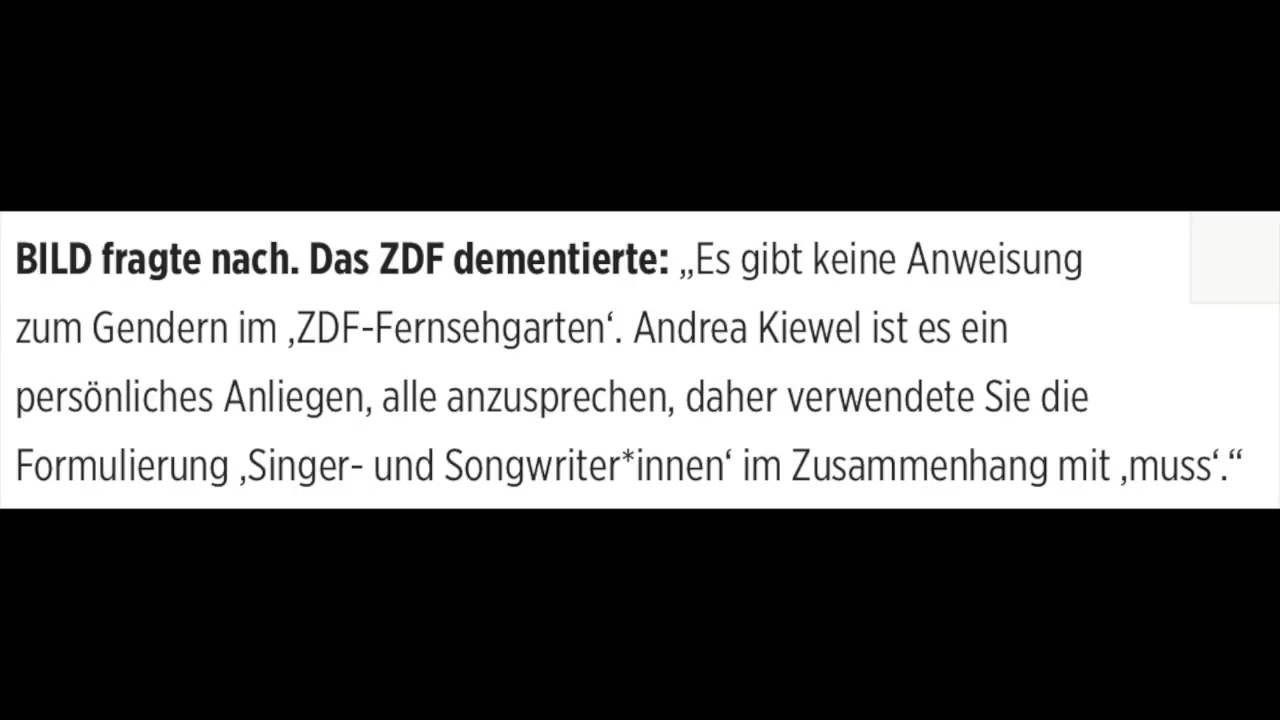 BILD fragte nach. Das ZDF dementierte: „Es gibt keine Anweisung
zum Gendern im ‚ZDF-Fernsehgarten‘. Andrea Kiewel ist es ein
persönliches Anliegen, alle anzusprechen, daher verwendete Sie die
Formulierung ‚Singer- und Songwriter*innen‘ im Zusammenhang mit ‚muss‘.“